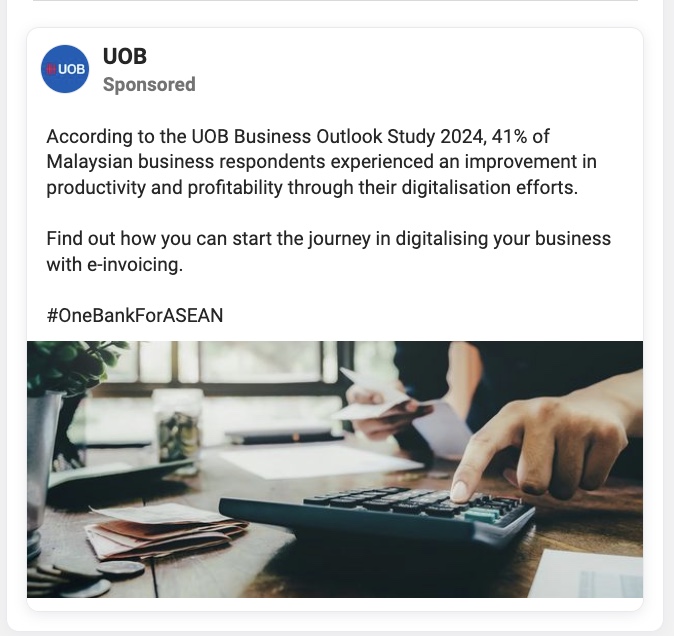 UOB
UOB
Sponsored
According to the UOB Business Outlook Study 2024, 41% of
Malaysian business respondents experienced an improvement in
productivity and profitability through their digitalisation efforts.
Find out how you can start the journey in digitalising your business
with e-invoicing.
#OneBankForASEAN